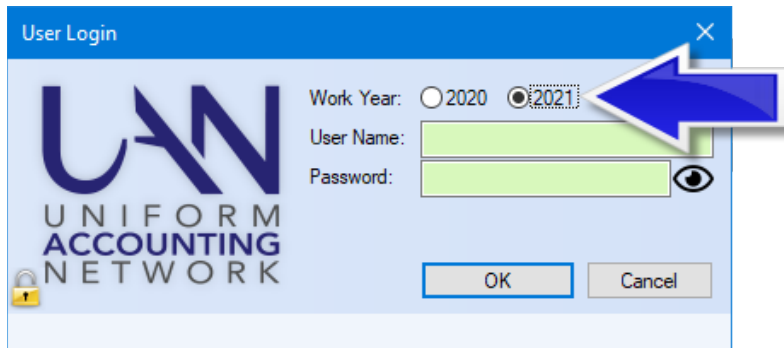 User Login
Work Year: 2020 2021
User Name:
Password:
UAN
UNIFORM
ACCOUNTING
NETWORK
OK Cancel